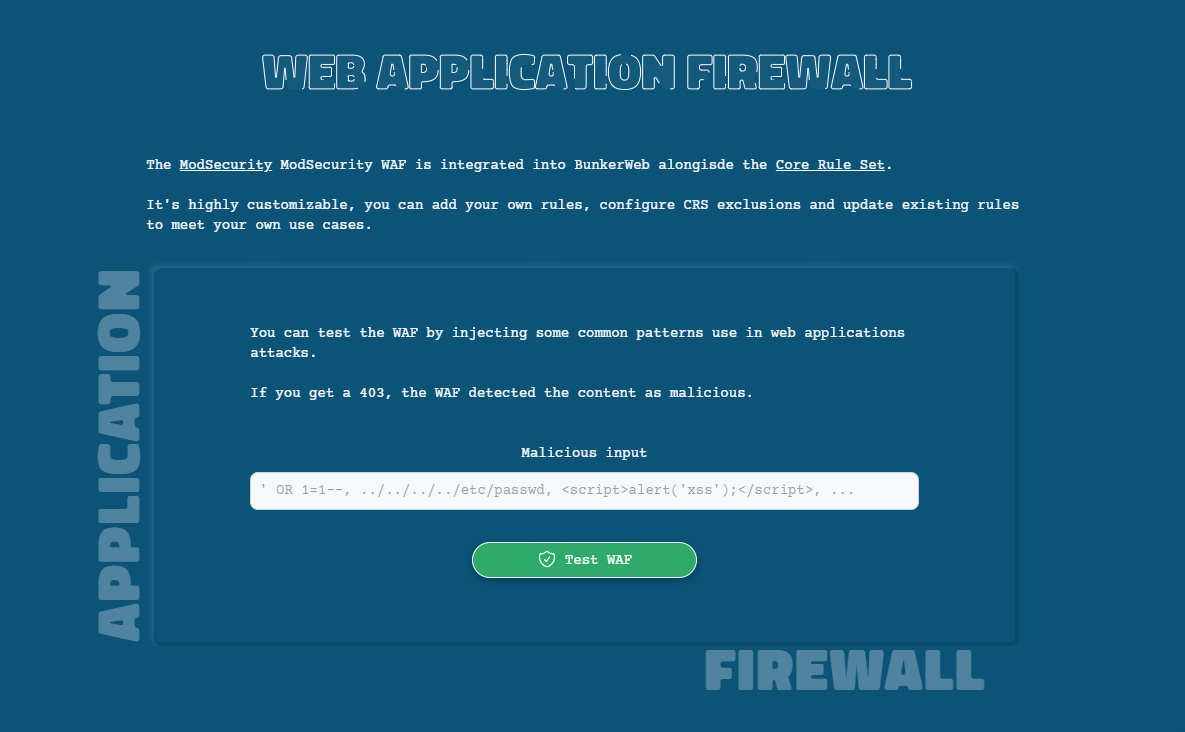 WEB APPLICATION FIREWALL
The ModSecurity ModSecurity WAF is integrated into BunkerWeb alongisde the Core Rule Set.
It's highly customizable, you can add your own rules, configure CRS exclusions and update existing rules
to meet your own use cases.
APPLICATION
You can test the WAF by injecting some common patterns use in web applications
attacks.
If you get a 403, the WAF detected the content as malicious.
Malicious input
' OR 1=1--, ../../../../etc/passwd, <script>alert('xss');</script>, ...
Test WAF
FIREWALL